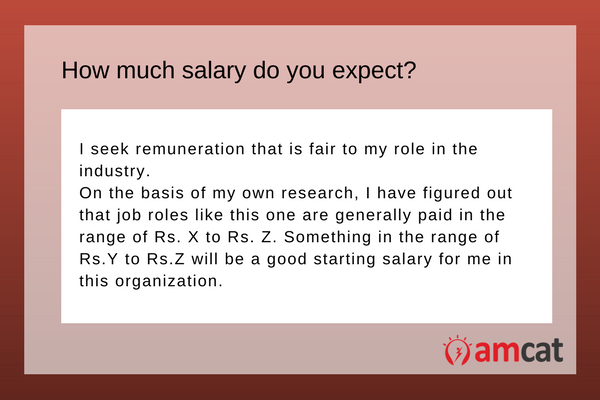 How much salary do you expect?
I seek remuneration that is fair to my role in the
industry.
On the basis of my own research, I have figured out
that job roles like this one are generally paid in the
range of Rs. X to Rs. Z. Something in the range of
Rs.Y to Rs.Z will be a good starting salary for me in
this organization.
amcat